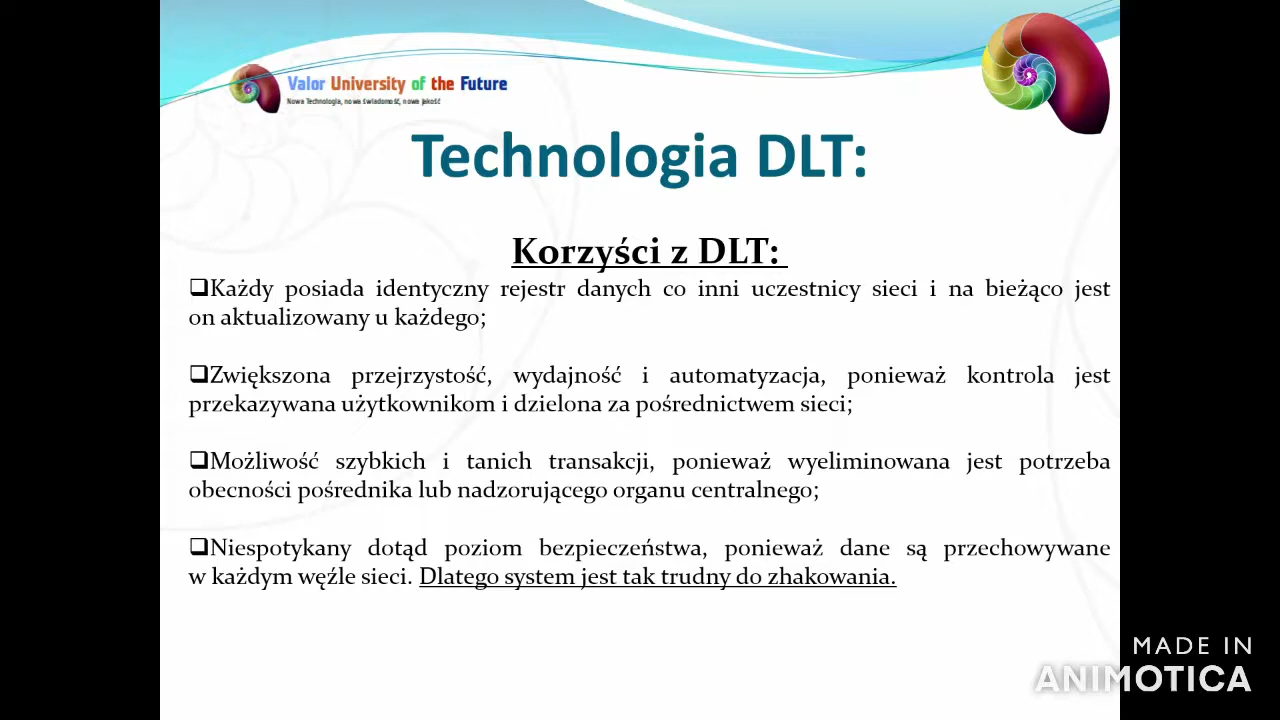 Valor University of the Future
Nowa Technologia, nowa świadomość, nowa jakość
Technologia DLT:
Korzyści z DLT:
❑Każdy posiada identyczny rejestr danych co inni uczestnicy sieci i na bieżąco jest
on aktualizowany u każdego;
❑Zwiększona przejrzystość, wydajność i automatyzacja, ponieważ kontrola jest
przekazywana użytkownikom i dzielona za pośrednictwem sieci;
❑Możliwość szybkich i tanich transakcji, ponieważ wyeliminowana jest potrzeba
obecności pośrednika lub nadzorującego organu centralnego;
❑Niespotykany dotąd poziom bezpieczeństwa, ponieważ dane są przechowywane
w każdym węźle sieci. Dlatego system jest tak trudny do zhakowania.
MADE IN
ANIMOTICA